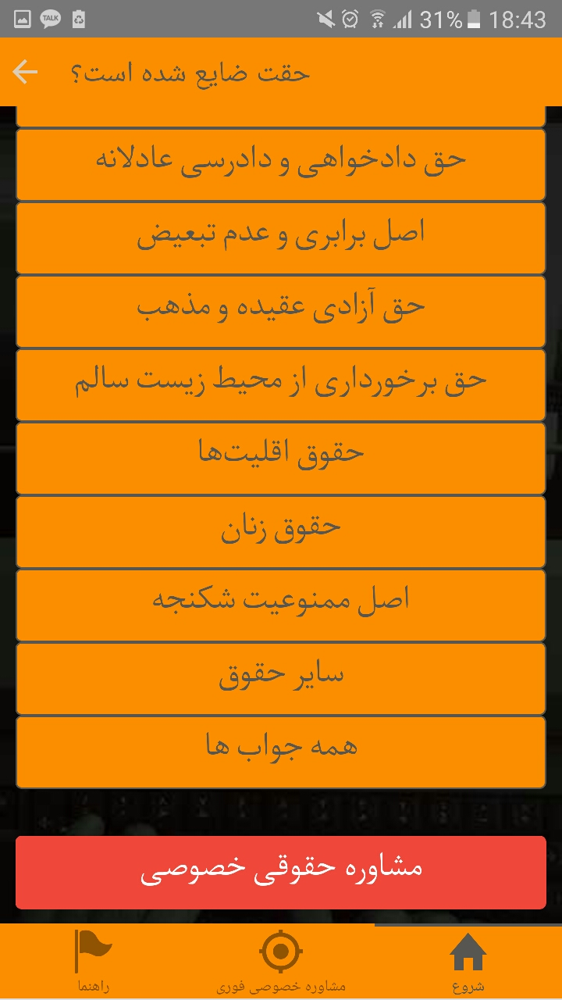 TALK 31% 18:43
حقت ضایع شده است؟
حق دادخواهی و دادرسی عادلانه
اصل برابری و عدم تبعیض
حق آزادی عقیده و مذهب
حق برخورداری از محیط زیست سالم
حقوق اقلیت‌ها
حقوق زنان
اصل ممنوعیت شکنجه
سایر حقوق
همه جواب ها
مشاوره حقوقی خصوصی
شروع
مشاوره خصوصی فوری
راهنما